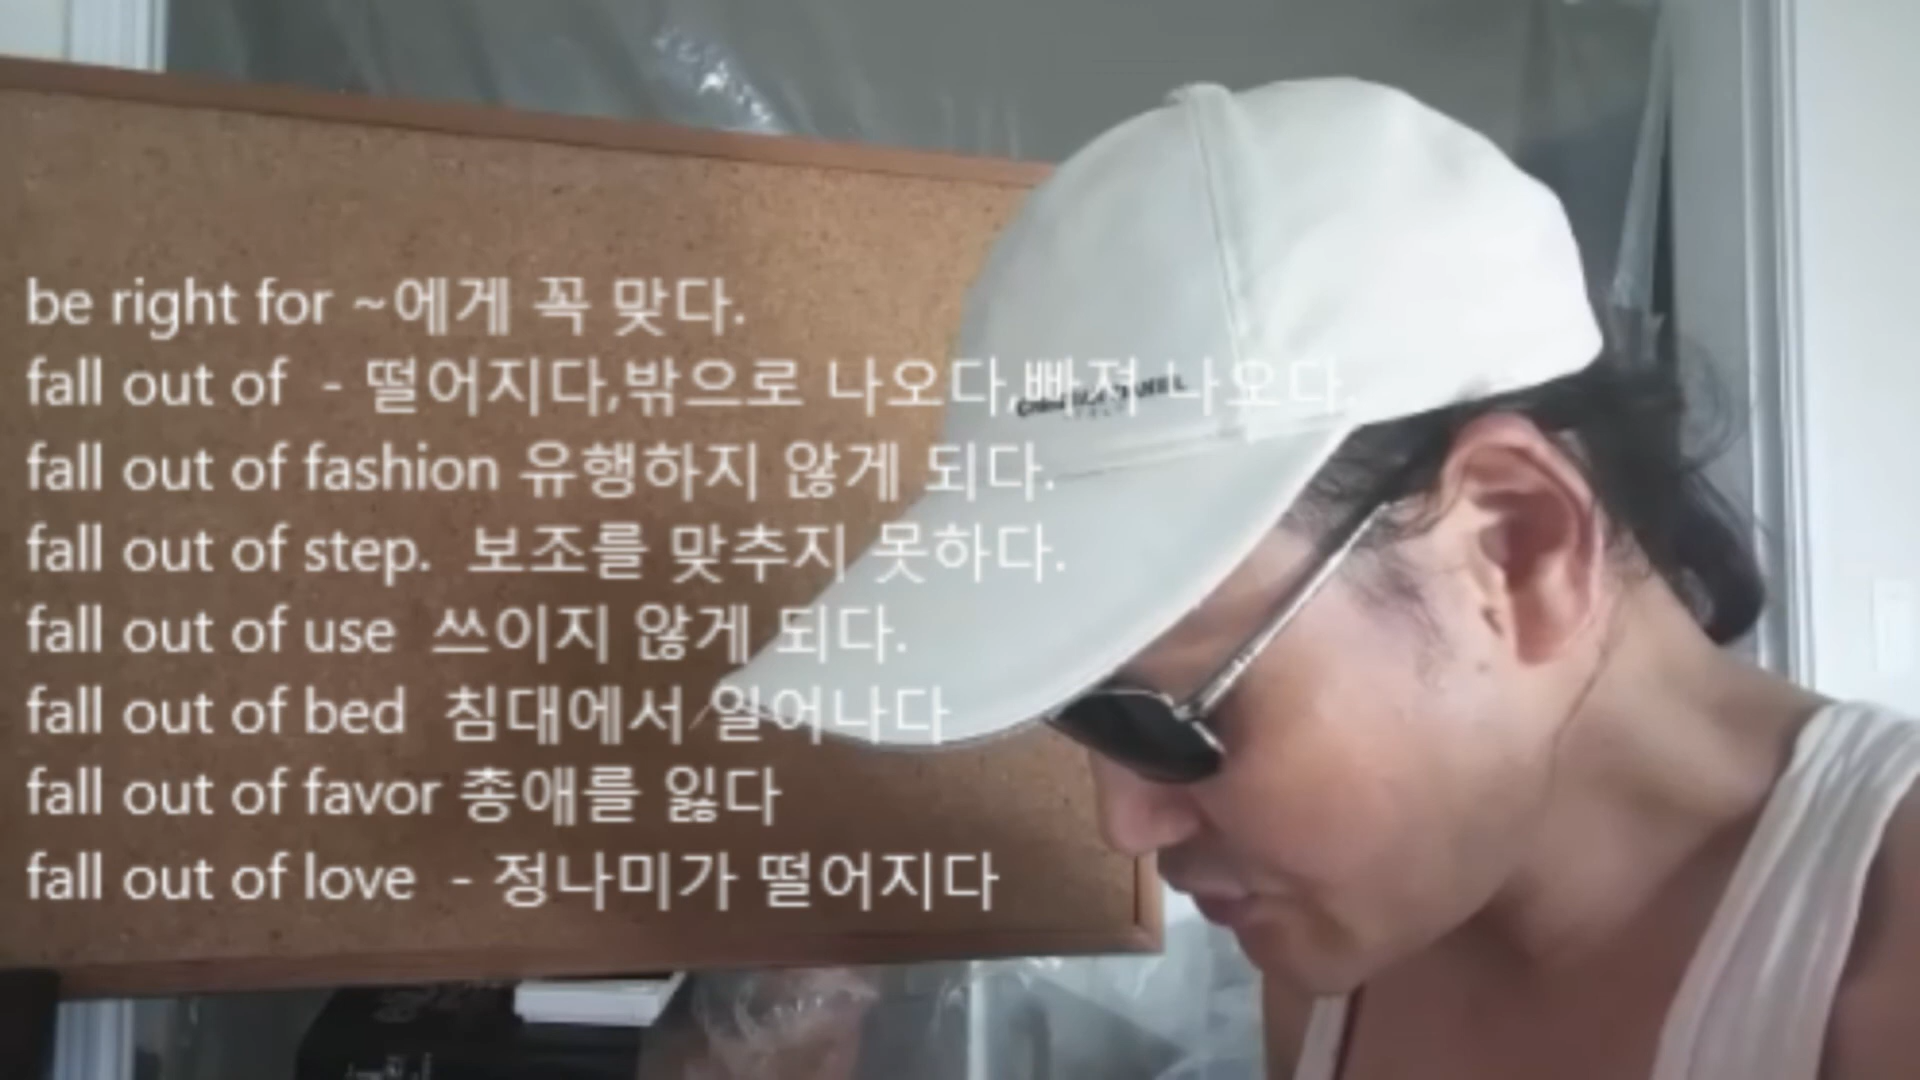 be right for ~에게 꼭 맞다.
fall out of - 떨어지다,밖으로 나오다,빠져 나오다.
fall out of fashion 유행하지 않게 되다.
fall out of step. 보조를 맞추지 못하다.
fall out of use 쓰이지 않게 되다.
fall out of bed 침대에서 일어나다
fall out of favor 총애를 잃다
fall out of love - 정나미가 떨어지다